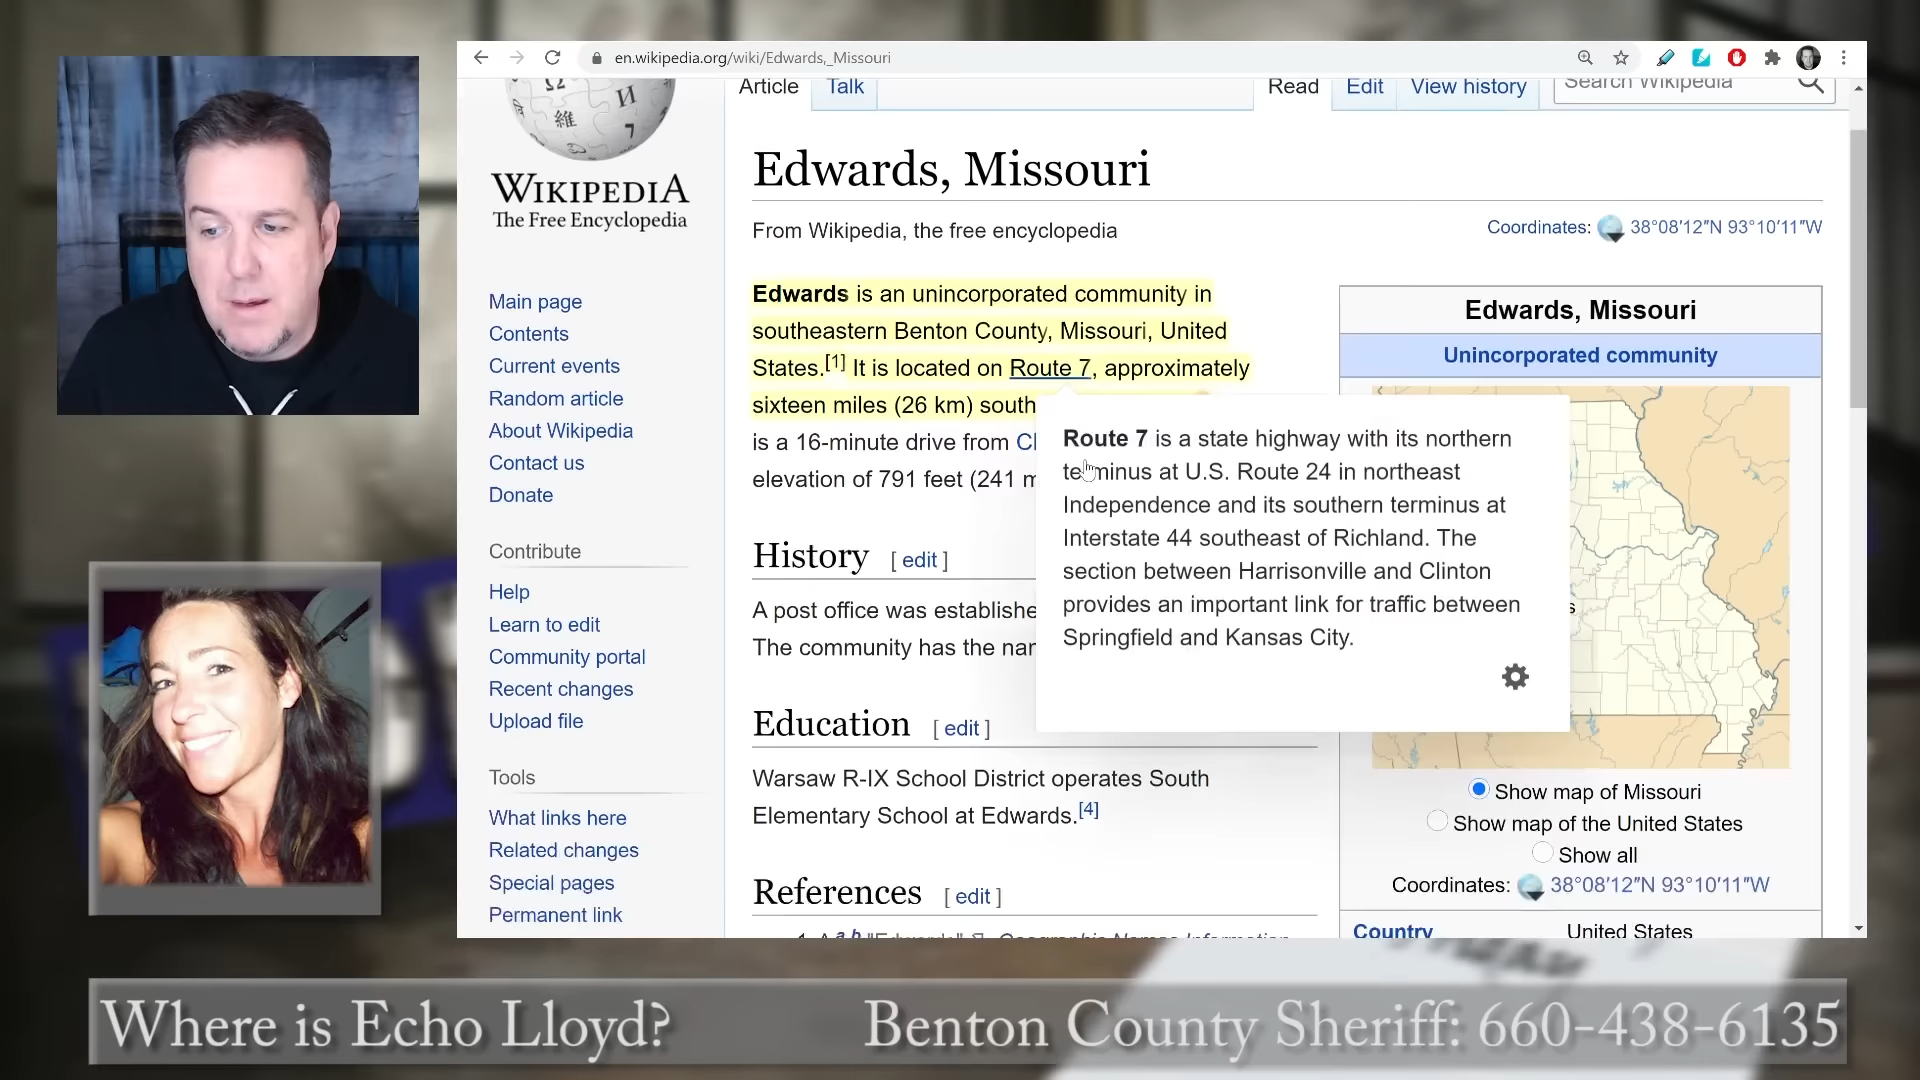 en.wikipedia.org/wiki/Edwards,_Missouri
Article
Talk
Read
Edit
View history
Search Wikipedia
WIKIPEDIA
The Free Encyclopedia
Main page
Contents
Current events
Random article
About Wikipedia
Contact us
Donate
Contribute
Help
Learn to edit
Community portal
Recent changes
Upload file
Tools
What links here
Related changes
Special pages
Permanent link
Edwards, Missouri
From Wikipedia, the free encyclopedia
Coordinates: 38°08′12″N 93°10′11″W
Edwards is an unincorporated community in
southeastern Benton County, Missouri, United
States.[1] It is located on Route 7, approximately
sixteen miles (26 km) south
is a 16-minute drive from
elevation of 791 feet (241
Route 7 is a state highway with its northern
terminus at U.S. Route 24 in northeast
Independence and its southern terminus at
Interstate 44 southeast of Richland. The
section between Harrisonville and Clinton
provides an important link for traffic between
Springfield and Kansas City.
History [ edit ]
A post office was
The community has the
Education [ edit ]
Warsaw R-IX School District operates South
Elementary School at Edwards.[4]
References [ edit ]
Edwards, Missouri
Unincorporated community
Show map of Missouri
Show map of the United States
Show all
Coordinates: 38°08′12″N 93°10′11″W
Country United States
Where is Echo Lloyd? Benton County Sheriff: 660-438-6135